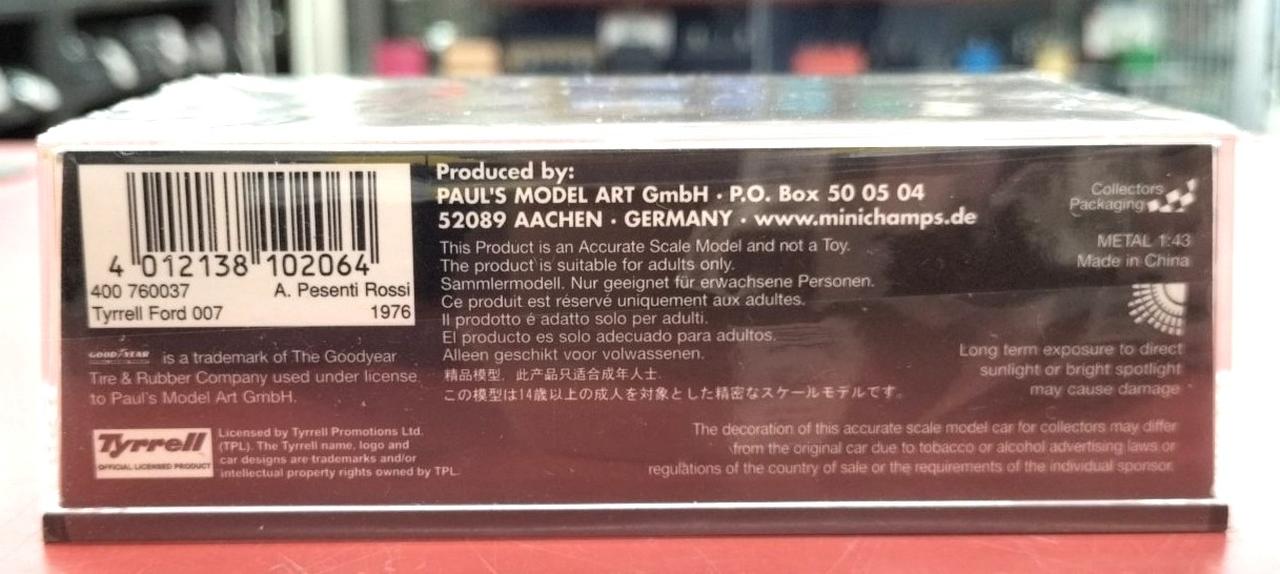 4 012138 102064
400 760037 A. Pesenti Rossi
Tyrrell Ford 007 1976
GOODYEAR is a trademark of The Goodyear
Tire & Rubber Company used under license
to Paul's Model Art GmbH.
Tyrrell
OFFICIAL LICENSED PRODUCT
Licensed by Tyrrell Promotions Ltd.
(TPL). The Tyrrell name, logo and
car designs are trademarks and/or
intellectual property rights owned by TPL.
Produced by:
PAUL'S MODEL ART GmbH · P.O. Box 50 05 04
52089 AACHEN · GERMANY · www.minichamps.de
This Product is an Accurate Scale Model and not a Toy.
The product is suitable for adults only.
Sammlermodell. Nur geeignet für erwachsene Personen.
Ce produit est réservé uniquement aux adultes.
Il prodotto é adatto solo per adulti.
El producto es solo adecuado para adultos.
Alleen geschikt voor volwassenen.
精品模型. 此产品只适合成年人士.
この模型は14歳以上の成人を対象とした精密なスケールモデルです。
Collectors
Packaging
METAL 1:43
Made in China
Long term exposure to direct
sunlight or bright spotlight
may cause damage
The decoration of this accurate scale model car for collectors may differ
from the original car due to tobacco or alcohol advertising laws or
regulations of the country of sale or the requirements of the individual sponsor.